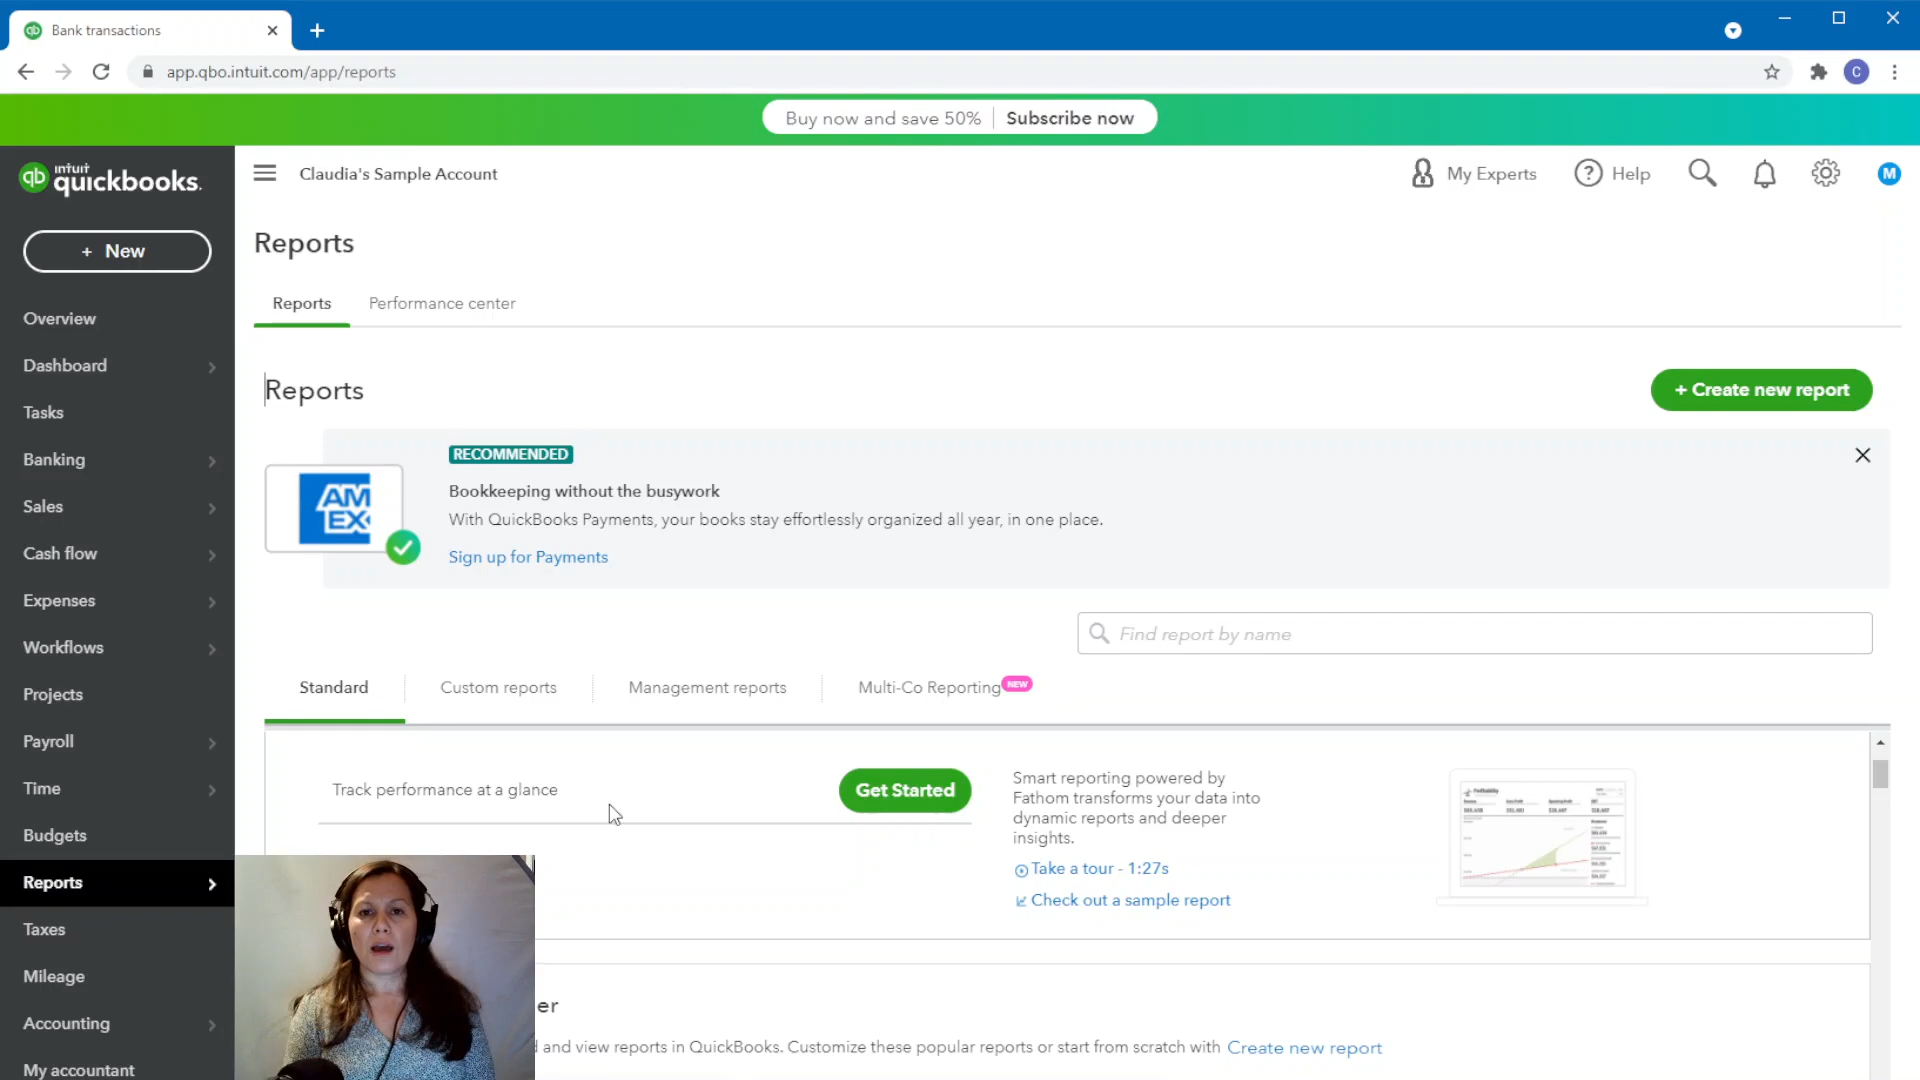 Bank transactions
app.qbo.intuit.com/app/reports
C
Buy now and save 50% Subscribe now
qb intuit quickbooks.
Claudia's Sample Account
My Experts
? Help
M
+ New
Overview
Dashboard
Tasks
Banking
Sales
Cash flow
Expenses
Workflows
Projects
Payroll
Time
Budgets
Reports
Taxes
Mileage
Accounting
My accountant
Reports
Reports Performance center
Reports
+ Create new report
AM
EX
RECOMMENDED
Bookkeeping without the busywork
With QuickBooks Payments, your books stay effortlessly organized all year, in one place.
Sign up for Payments
Find report by name
Standard Custom reports Management reports Multi-Co Reporting NEW
Track performance at a glance
Get Started
Smart reporting powered by
Fathom transforms your data into
dynamic reports and deeper
insights.
Take a tour - 1:27s
Check out a sample report
er
and view reports in QuickBooks. Customize these popular reports or start from scratch with Create new report